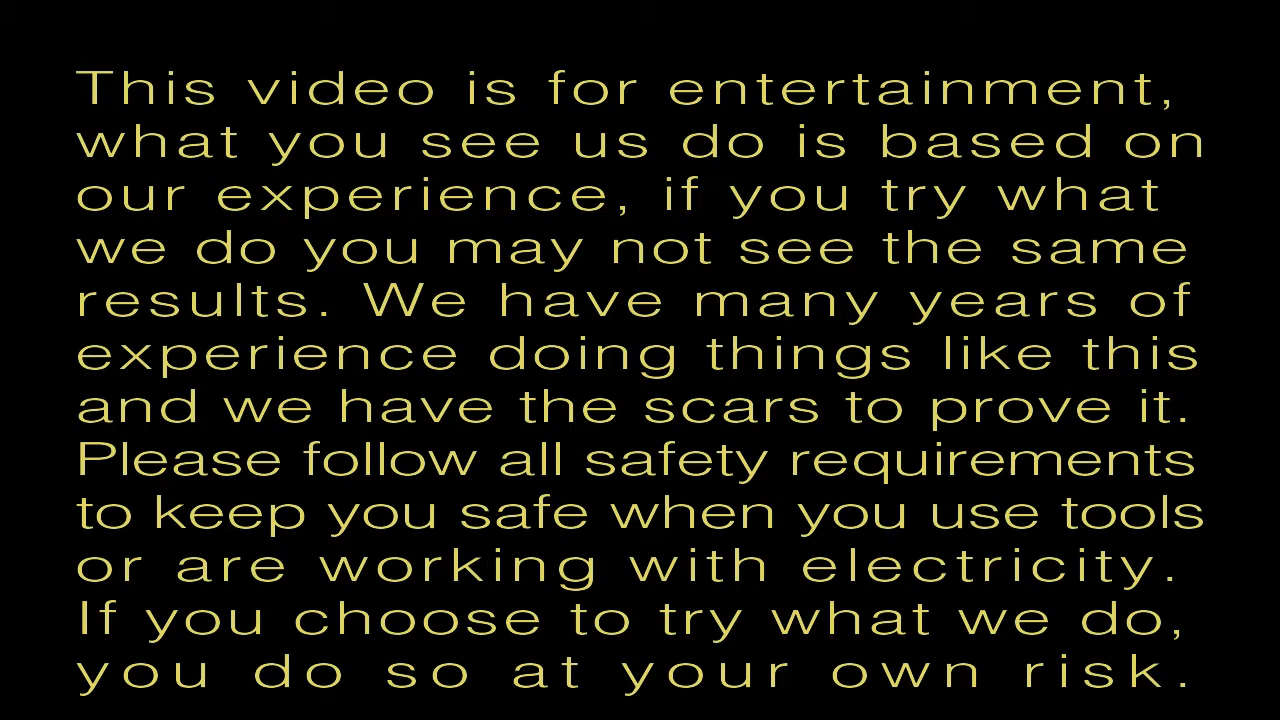 This video is for entertainment,
what you see us do is based on
our experience, if you try what
we do you may not see the same
results. We have many years of
experience doing things like this
and we have the scars to prove it.
Please follow all safety requirements
to keep you safe when you use tools
or are working with electricity.
If you choose to try what we do,
you do so at your own risk.